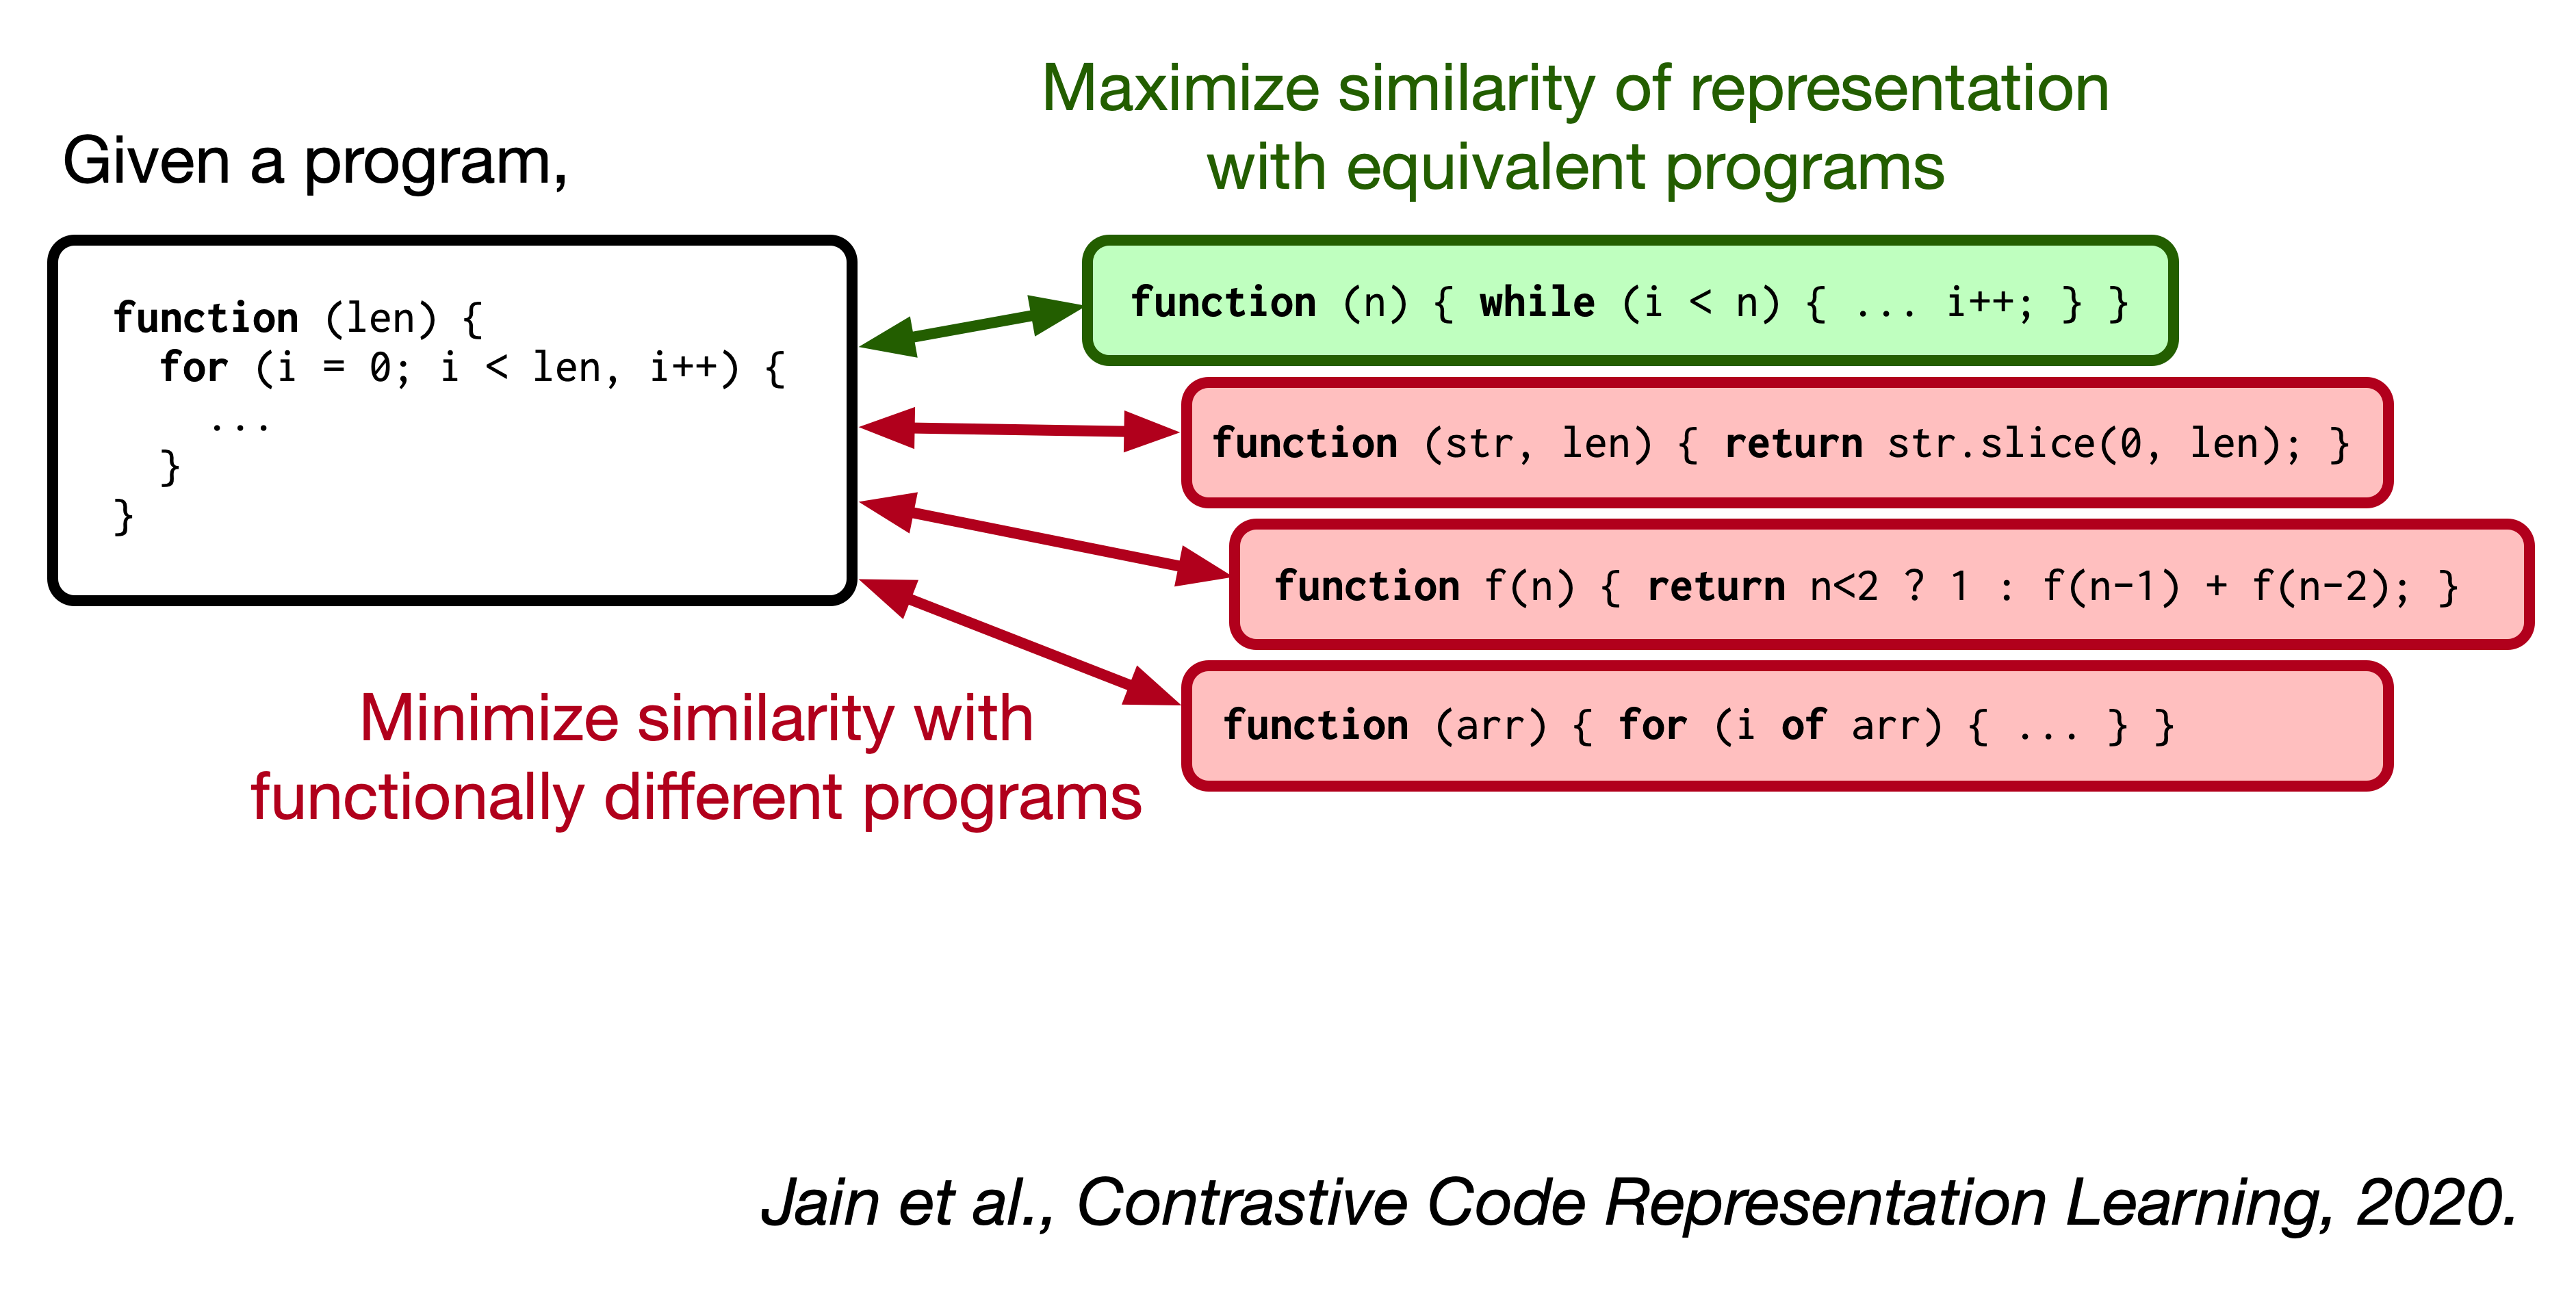 Maximize similarity of representation
with equivalent programs
Given a program,
function (len) {
for (i = 0; i < len, i++) {
...
}
}
function (n) { while (i < n) { ... i++; } }
function (str, len) { return str.slice(0, len); }
function f(n) { return n<2 ? 1 : f(n-1) + f(n-2); }
function (arr) { for (i of arr) { ... } }
Minimize similarity with
functionally different programs
Jain et al., Contrastive Code Representation Learning, 2020.